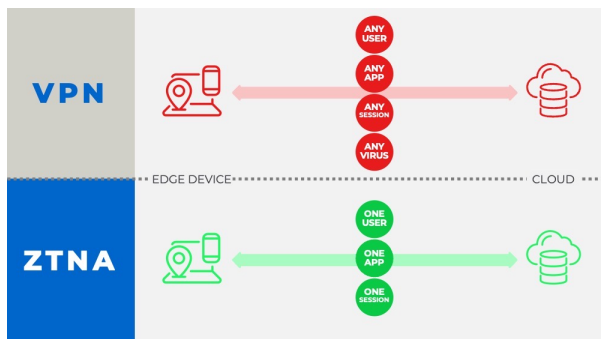 VPN
ANY
USER
ANY
APP
ANY
SESSION
ANY
VIRUS
EDGE DEVICE
CLOUD
ZTNA
ONE
USER
ONE
APP
ONE
SESSION